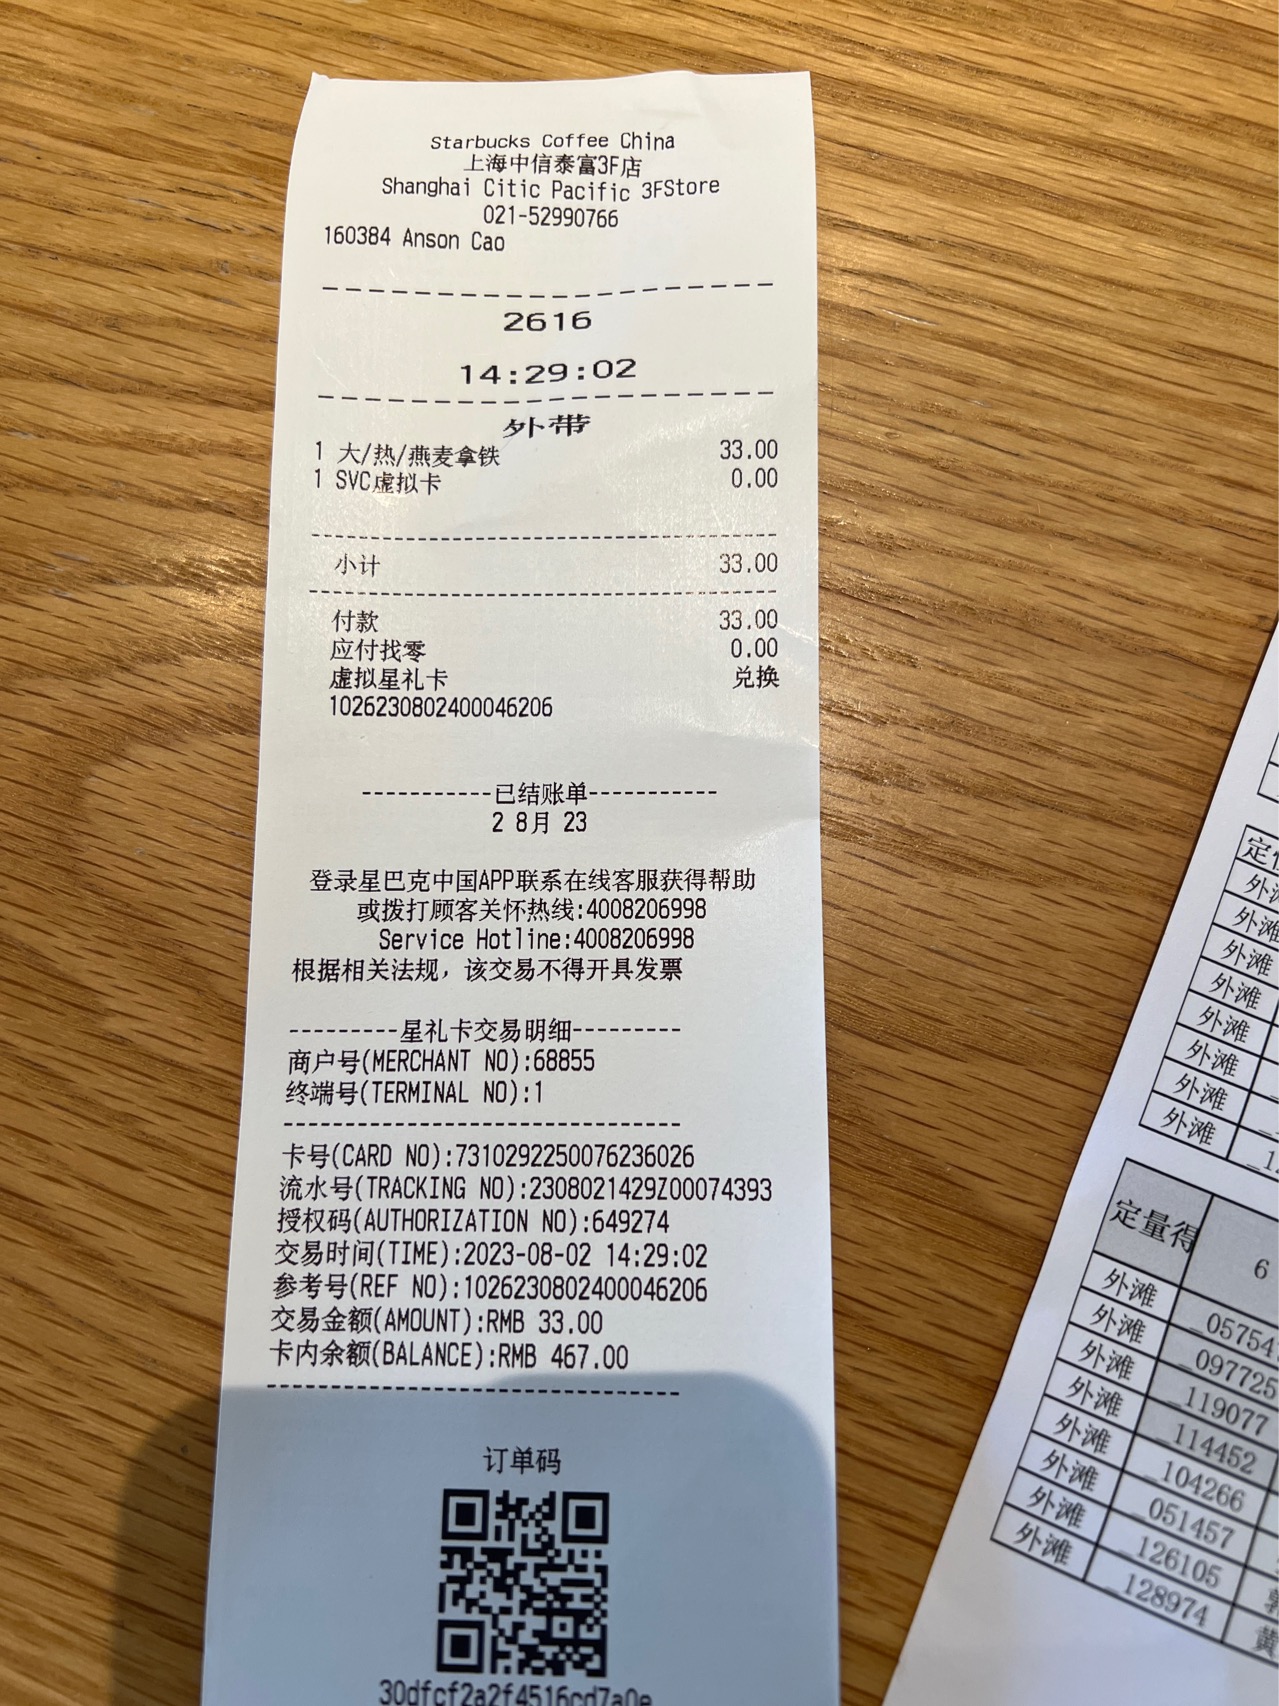 Starbucks Coffee China
上海中信泰富3F店
Shanghai Citic Pacific 3FStore
021-52990766
160384 Anson Cao
2616
14:29:02
外带
1 大/热/燕麦拿铁 33.00
1 SVC虚拟卡 0.00
小计 33.00
付款 33.00
应付找零 0.00
虚拟星礼卡 兑换
1026230802400046206
-----------已结账单-----------
2 8月 23
登录星巴克中国APP联系在线客服获得帮助
或拨打顾客关怀热线:4008206998
Service Hotline:4008206998
根据相关法规，该交易不得开具发票
---------星礼卡交易明细---------
商户号(MERCHANT NO):68855
终端号(TERMINAL NO):1
卡号(CARD NO):7310292250076236026
流水号(TRACKING NO):2308021429Z00074393
授权码(AUTHORIZATION NO):649274
交易时间(TIME):2023-08-02 14:29:02
参考号(REF NO):1026230802400046206
交易金额(AMOUNT):RMB 33.00
卡内余额(BALANCE):RMB 467.00
订单码
30dfcf2a2f4516cd7a0e
外滩
外滩
外滩
外滩
外滩
外滩
外滩
定量得 6
外滩 _05754
外滩 _097725
外滩 _119077
外滩 _114452
外滩 _104266
外滩 _051457
外滩 _126105
外滩 _128974 黄